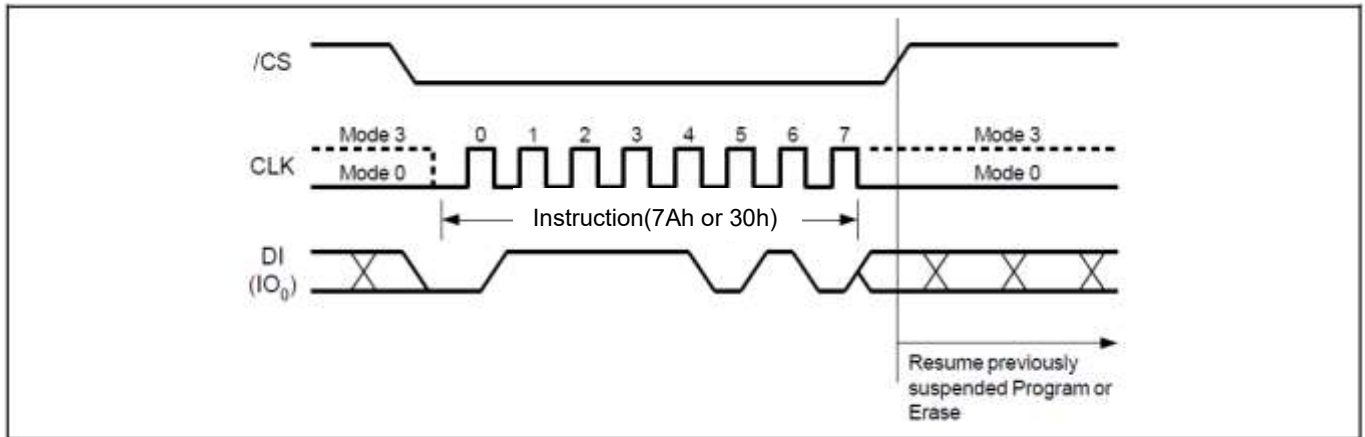 /CS
Mode 3 0 1 2 3 4 5 6 7 Mode 3
CLK
Mode 0 Mode 0
Instruction(7Ah or 30h)
DI
(IO0)
Resume previously
suspended Program or
Erase